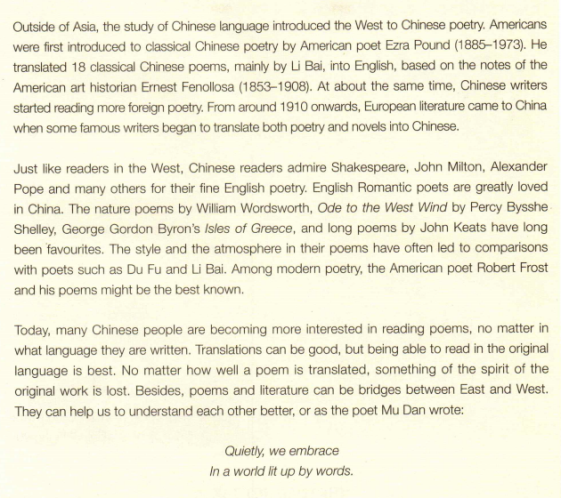 Outside of Asia, the study of Chinese language introduced the West to Chinese poetry. Americans
were first introduced to classical Chinese poetry by American poet Ezra Pound (1885–1973). He
translated 18 classical Chinese poems, mainly by Li Bai, into English, based on the notes of the
American art historian Ernest Fenollosa (1853–1908). At about the same time, Chinese writers
started reading more foreign poetry. From around 1910 onwards, European literature came to China
when some famous writers began to translate both poetry and novels into Chinese.
Just like readers in the West, Chinese readers admire Shakespeare, John Milton, Alexander
Pope and many others for their fine English poetry. English Romantic poets are greatly loved
in China. The nature poems by William Wordsworth, Ode to the West Wind by Percy Bysshe
Shelley, George Gordon Byron's Isles of Greece, and long poems by John Keats have long
been favourites. The style and the atmosphere in their poems have often led to comparisons
with poets such as Du Fu and Li Bai. Among modern poetry, the American poet Robert Frost
and his poems might be the best known.
Today, many Chinese people are becoming more interested in reading poems, no matter in
what language they are written. Translations can be good, but being able to read in the original
language is best. No matter how well a poem is translated, something of the spirit of the
original work is lost. Besides, poems and literature can be bridges between East and West.
They can help us to understand each other better, or as the poet Mu Dan wrote:
Quietly, we embrace
In a world lit up by words.